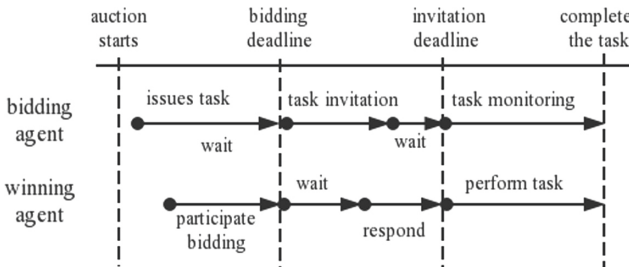 auction
starts
bidding
deadline
invitation
deadline
complete
the task
bidding
agent
issues task
wait
task invitation
wait
task monitoring
winning
agent
participate
bidding
wait
respond
perform task